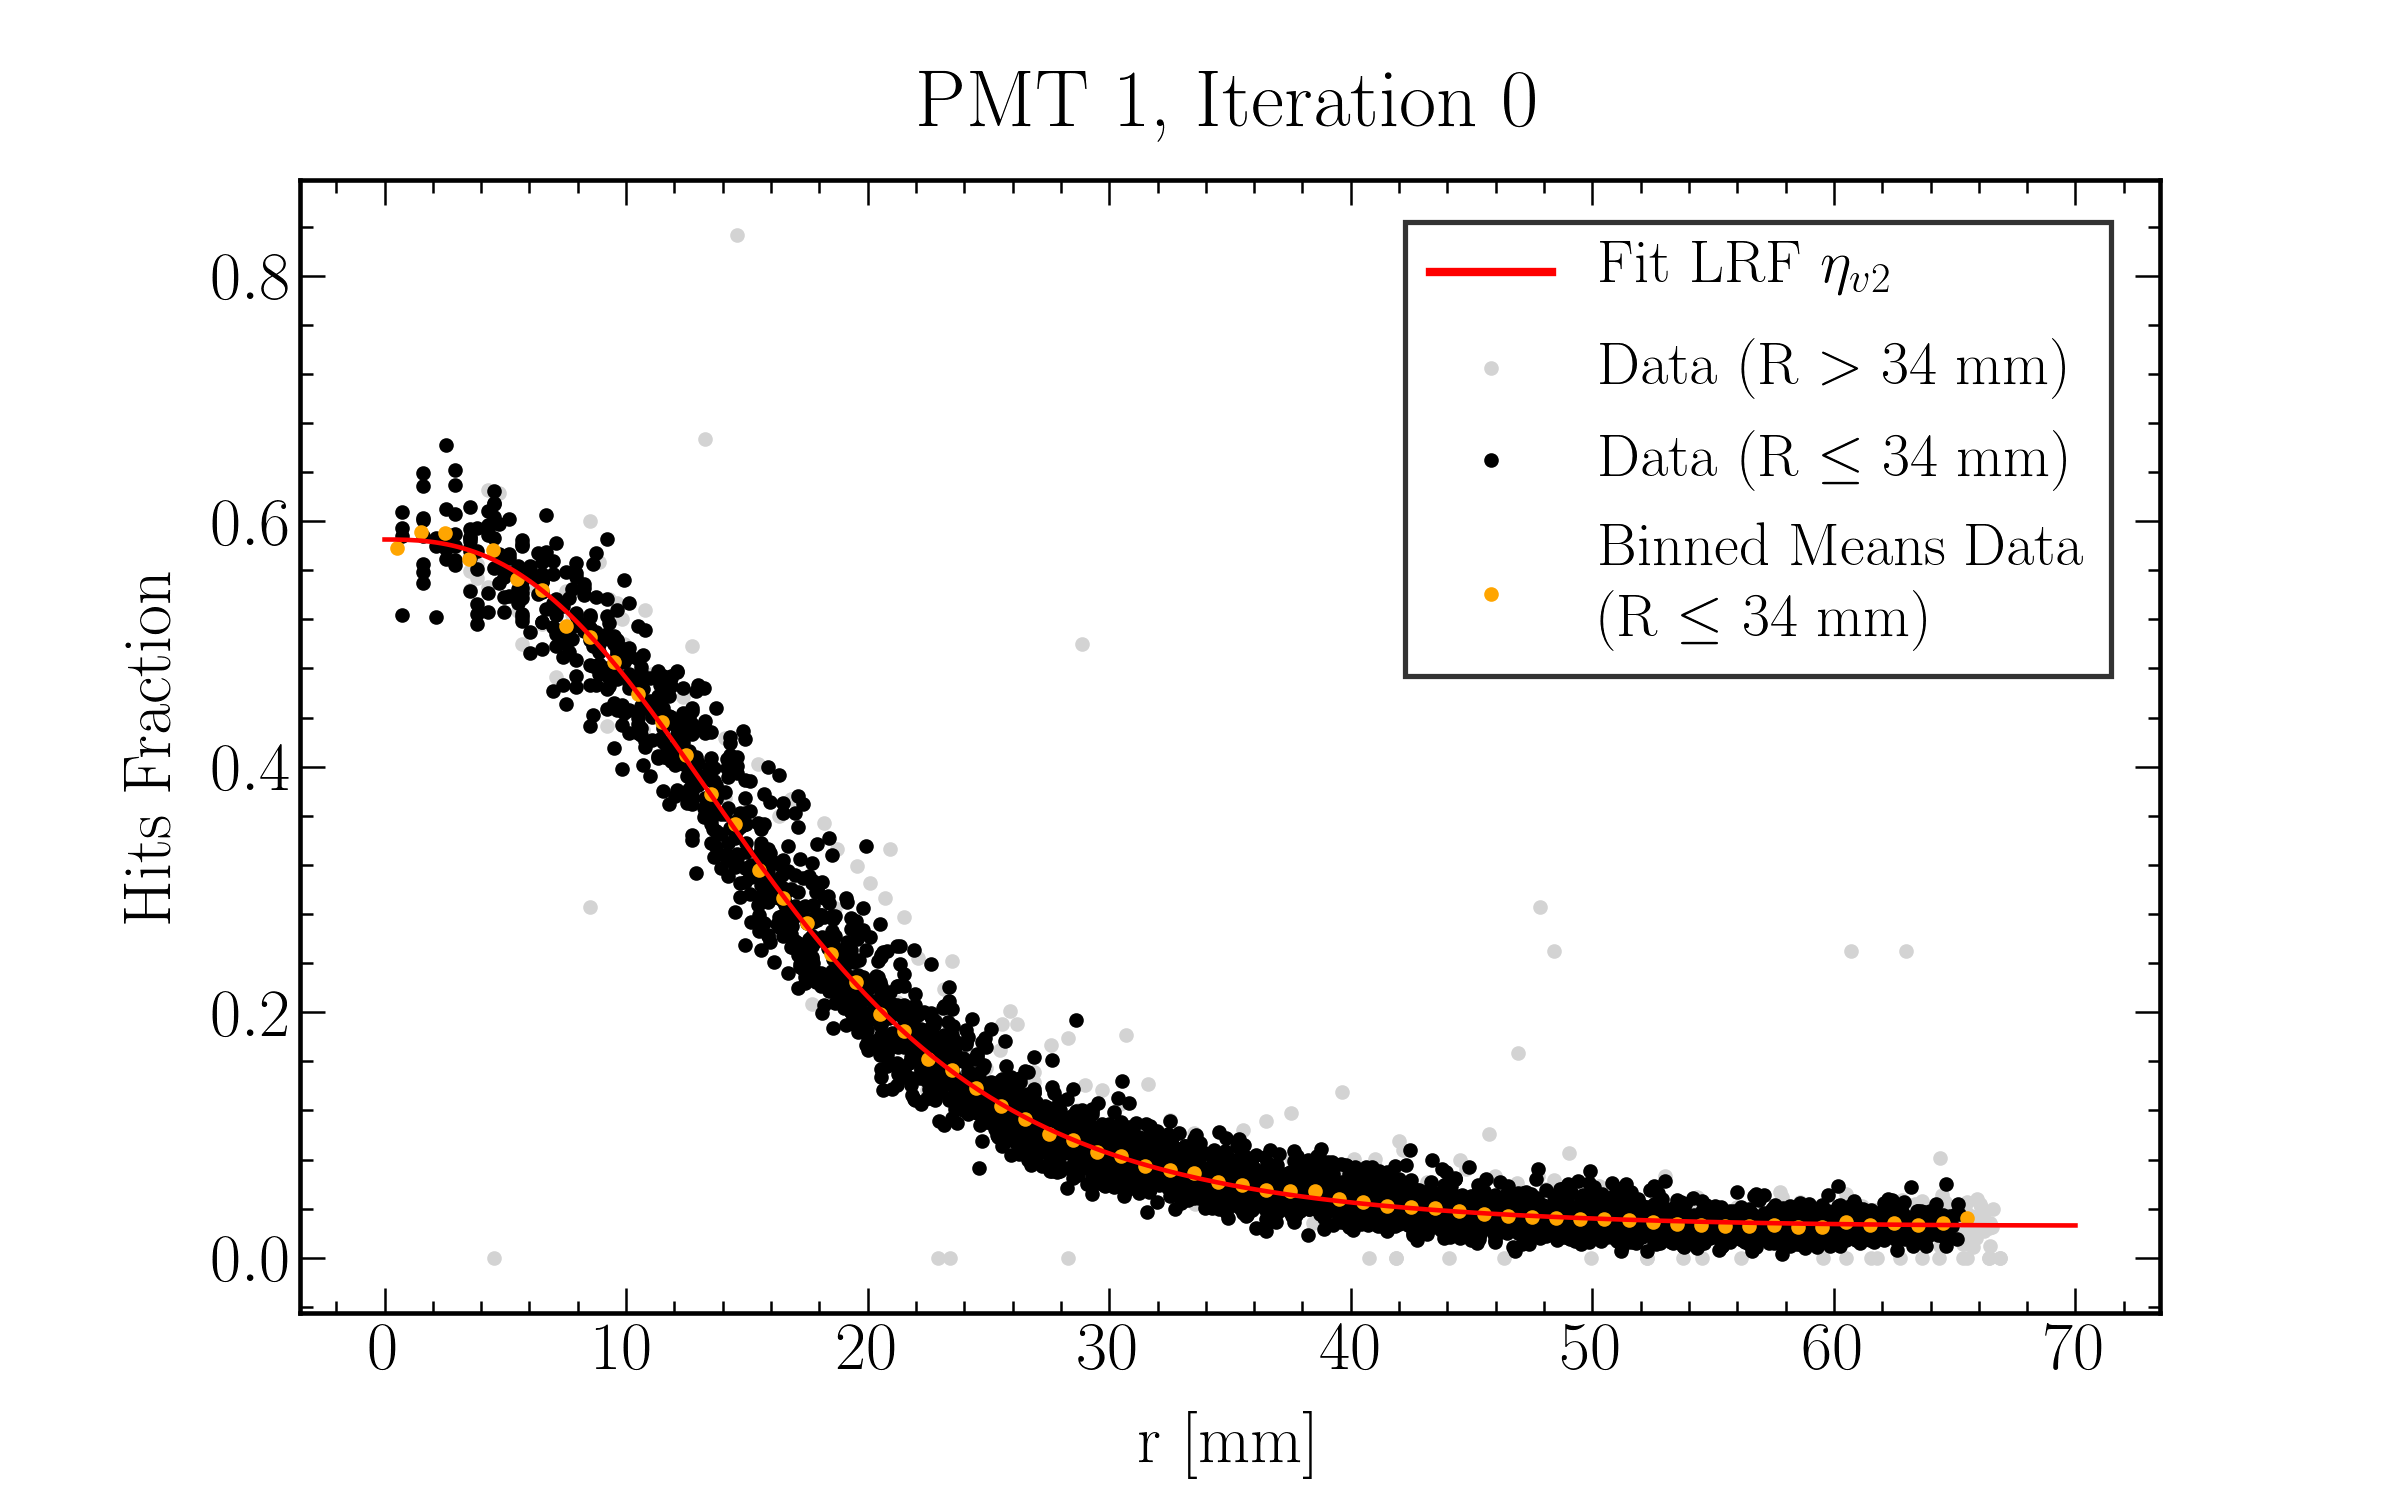 PMT 1, Iteration 0
Hits Fraction
0.8
0.6
0.4
0.2
0.0
Fit LRF η_{v2}
Data (R > 34 mm)
Data (R ≤ 34 mm)
Binned Means Data
(R ≤ 34 mm)
0 10 20 30 40 50 60 70
r [mm]